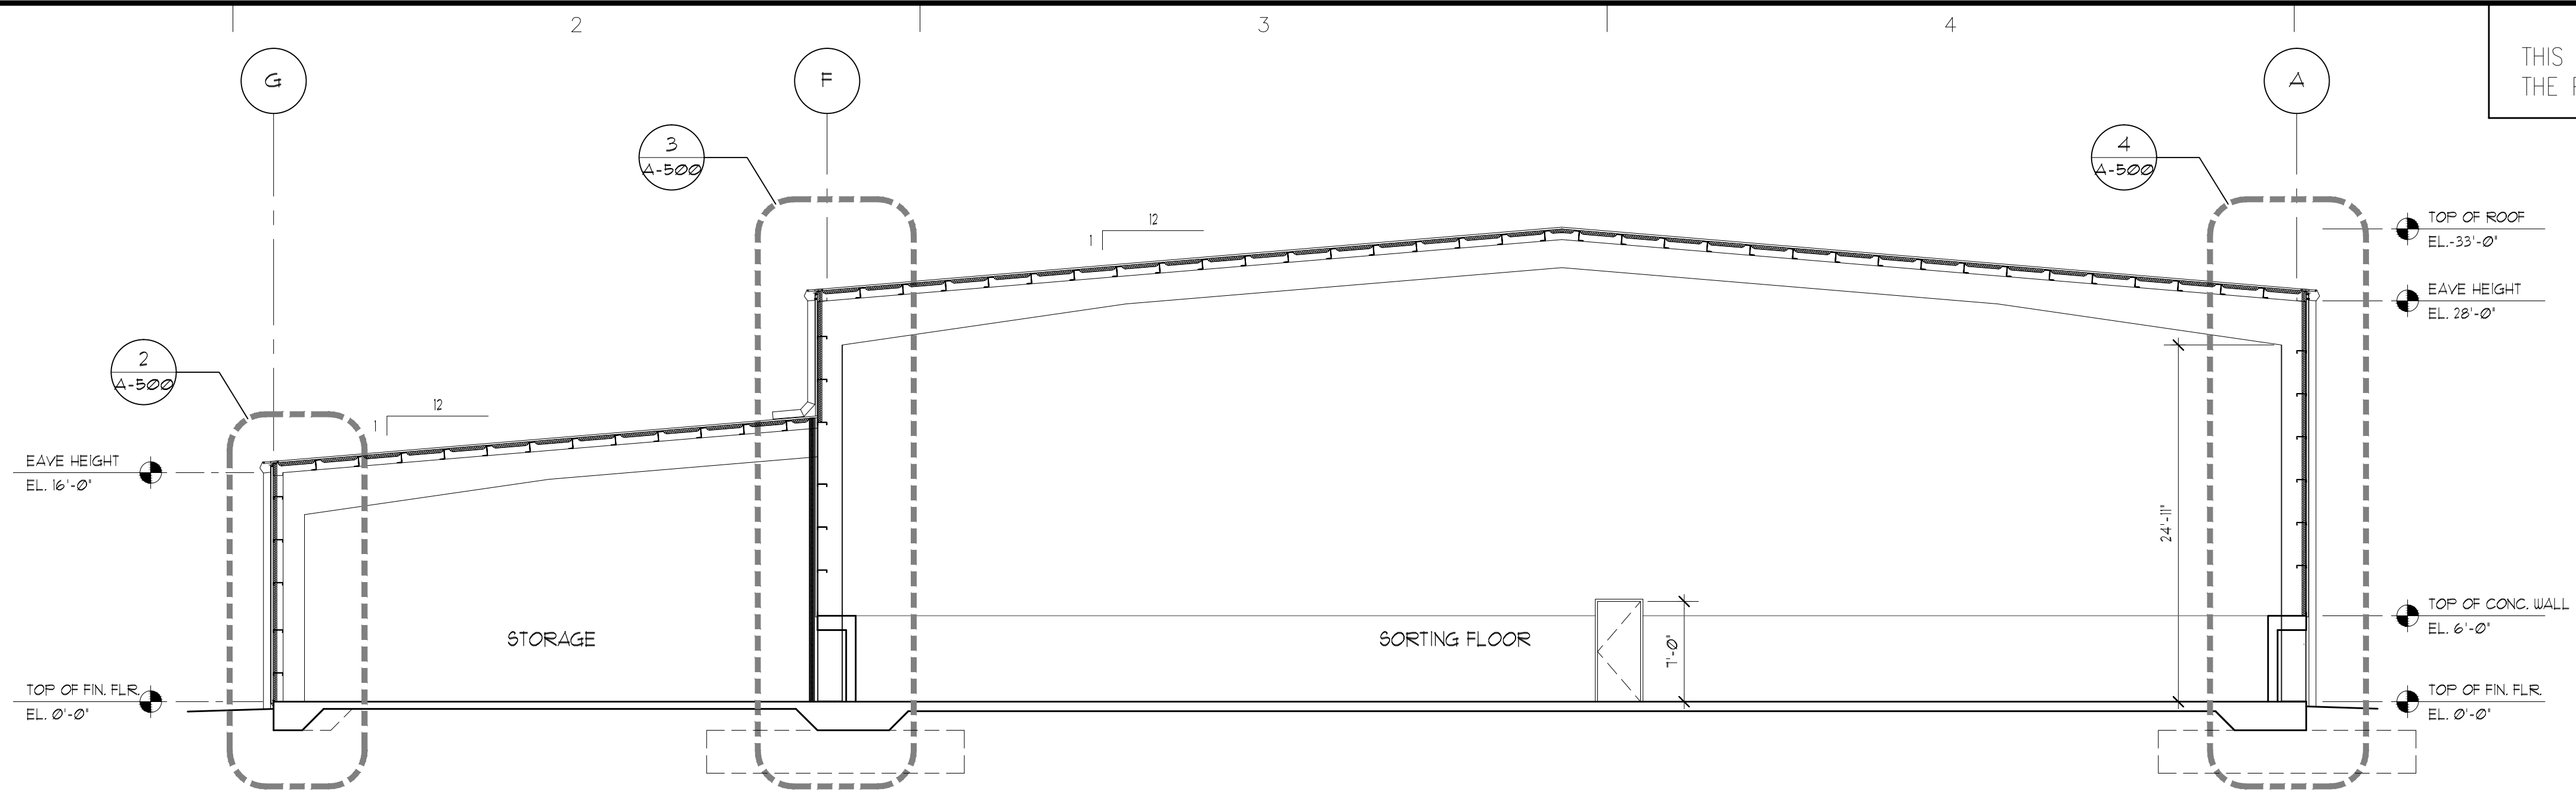 2
3
4
G
F
A
THIS
THE
3
A-500
4
A-500
2
A-500
1
12
1
12
TOP OF ROOF
EL.-33'-0"
EAVE HEIGHT
EL. 28'-0"
EAVE HEIGHT
EL. 16'-0"
24'-11"
STORAGE
SORTING FLOOR
7'-0"
TOP OF CONC. WALL
EL. 6'-0"
TOP OF FIN. FLR.
EL. 0'-0"
TOP OF FIN. FLR.
EL. 0'-0"